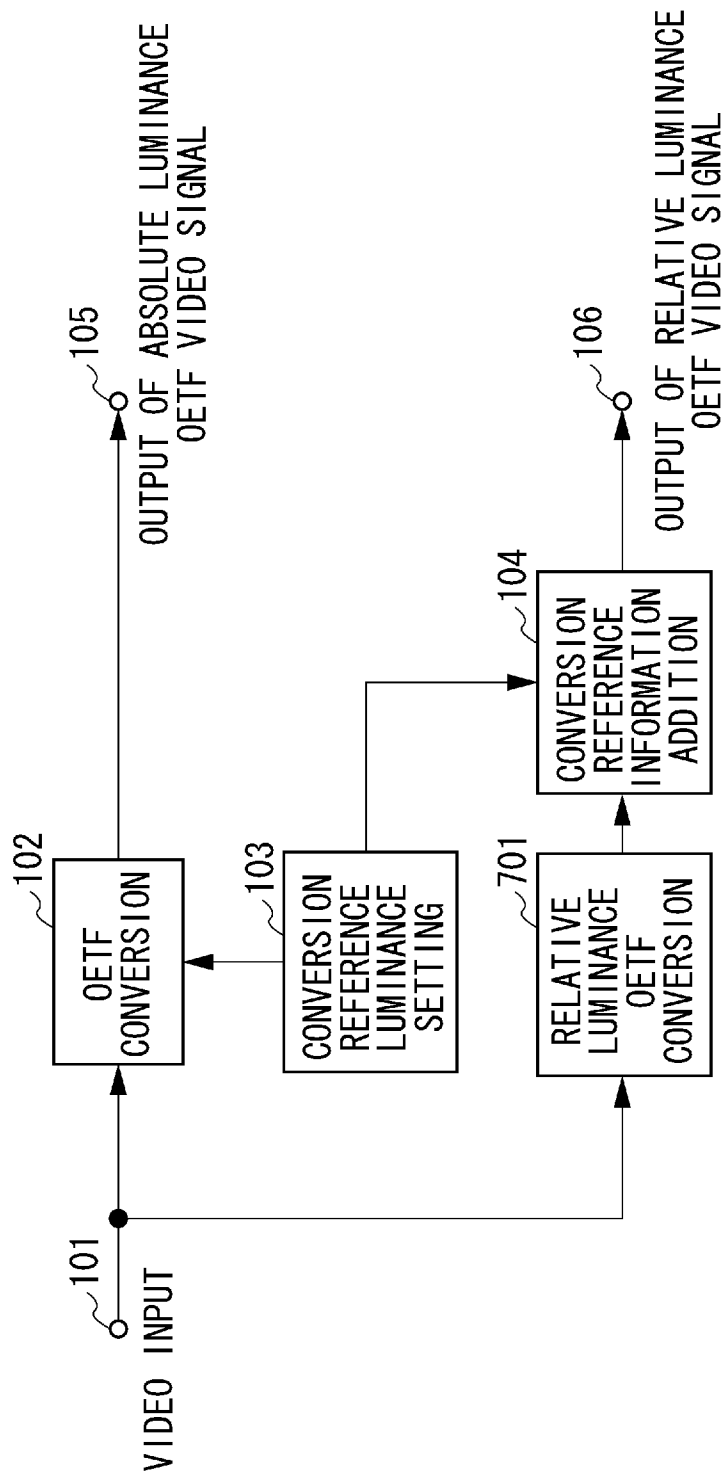 101
VIDEO INPUT
102
OETF
CONVERSION
105
OUTPUT OF ABSOLUTE LUMINANCE
OETF VIDEO SIGNAL
103
CONVERSION
REFERENCE
LUMINANCE
SETTING
701
RELATIVE
LUMINANCE
OETF
CONVERSION
104
CONVERSION
REFERENCE
INFORMATION
ADDITION
106
OUTPUT OF RELATIVE LUMINANCE
OETF VIDEO SIGNAL